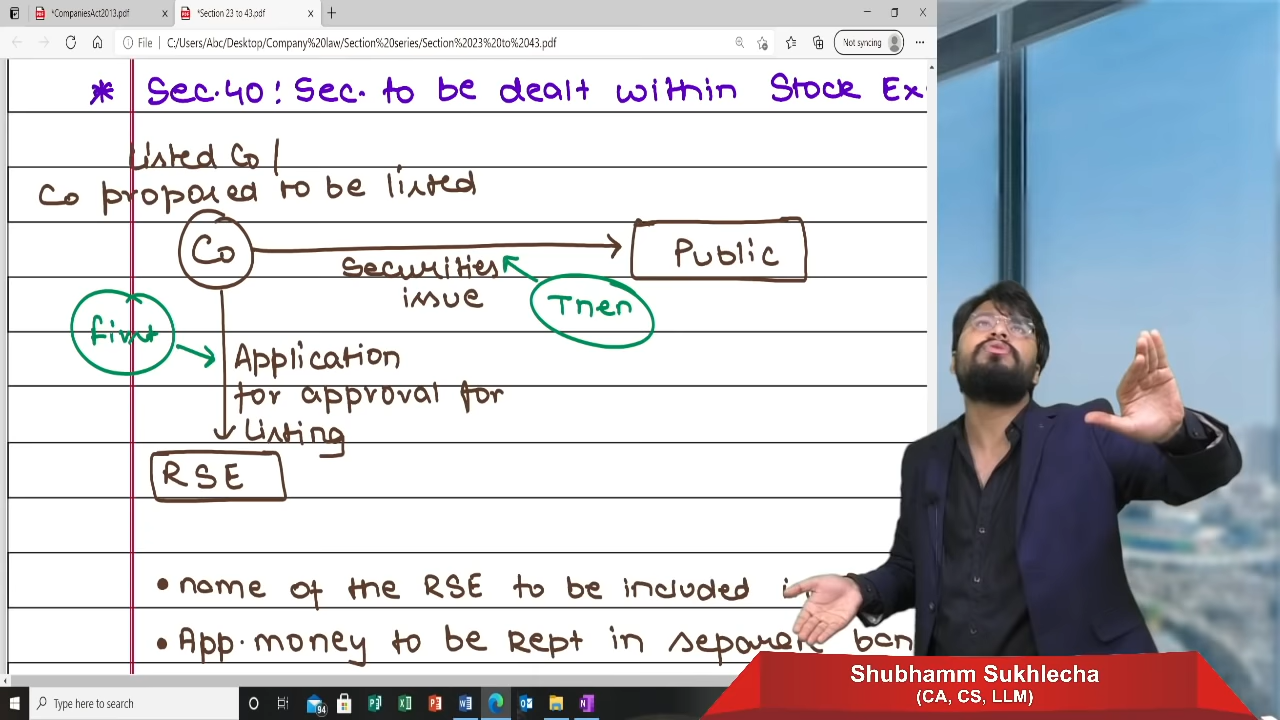 *CompaniesAct2013.pdf
*Section 23 to 43.pdf
File
C:/Users/Abc/Desktop/Company%20law/Section%20series/Section%2023%20to%2043.pdf
Not syncing
* Sec.40: Sec. to be dealt within Stock Ex
Listed Co /
Co proposed to be listed
Co
Public
Securities
issue
Then
First
Application
for approval for
Listing
RSE
• name of the RSE to be included i
• App. money to be kept in separate ban
Shubhamm Sukhlecha
(CA, CS, LLM)
Type here to search
94